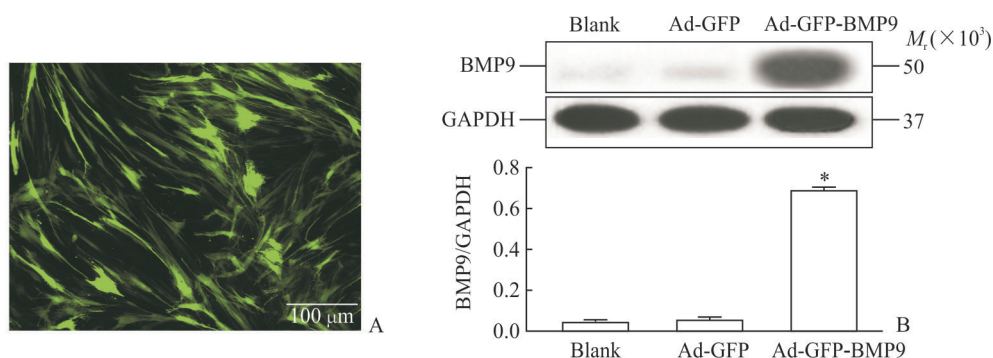 100 μm
A
Blank Ad-GFP Ad-GFP-BMP9
Mr(×10³)
BMP9 50
GAPDH 37
BMP9/GAPDH
0.8
0.6
0.4
0.2
0.0
*
Blank Ad-GFP Ad-GFP-BMP9
B